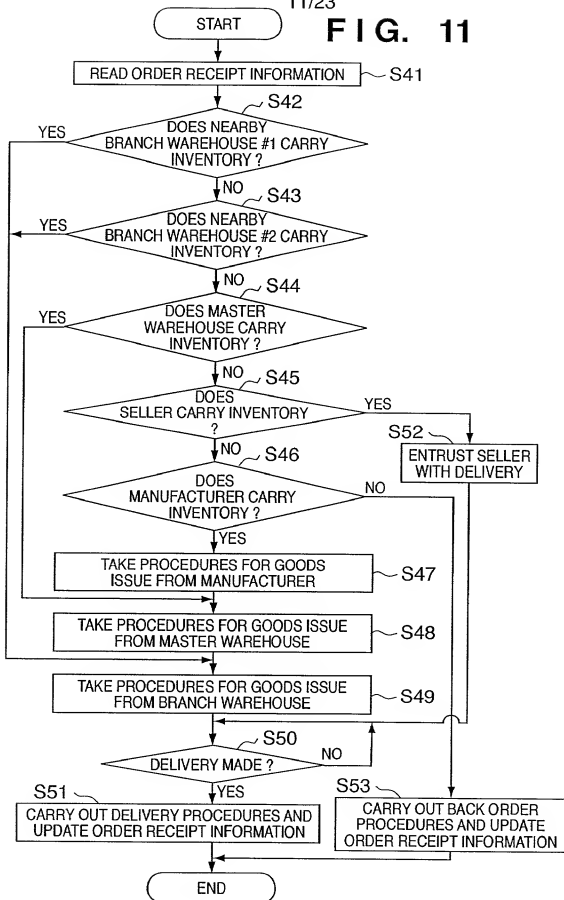 11/23
FIG. 11
START
READ ORDER RECEIPT INFORMATION
S41
S42
YES
DOES NEARBY
BRANCH WAREHOUSE #1 CARRY
INVENTORY ?
NO
S43
YES
DOES NEARBY
BRANCH WAREHOUSE #2 CARRY
INVENTORY ?
NO
S44
YES
DOES MASTER
WAREHOUSE CARRY
INVENTORY ?
NO
S45
DOES
SELLER CARRY INVENTORY
?
YES
S52
ENTRUST SELLER
WITH DELIVERY
NO
S46
DOES
MANUFACTURER CARRY
INVENTORY ?
NO
YES
TAKE PROCEDURES FOR GOODS
ISSUE FROM MANUFACTURER
S47
TAKE PROCEDURES FOR GOODS ISSUE
FROM MASTER WAREHOUSE
S48
TAKE PROCEDURES FOR GOODS ISSUE
FROM BRANCH WAREHOUSE
S49
S50
DELIVERY MADE ?
NO
YES
S51
CARRY OUT DELIVERY PROCEDURES AND
UPDATE ORDER RECEIPT INFORMATION
S53
CARRY OUT BACK ORDER
PROCEDURES AND UPDATE
ORDER RECEIPT INFORMATION
END